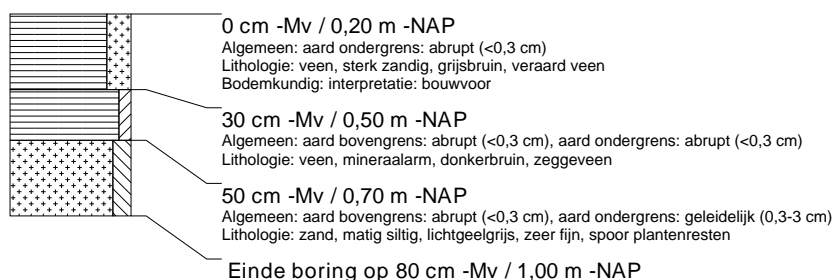 0 cm -Mv / 0,20 m -NAP
Algemeen: aard ondergrens: abrupt (<0,3 cm)
Lithologie: veen, sterk zandig, grijsbruin, veraard veen
Bodemkundig: interpretatie: bouwvoor
30 cm -Mv / 0,50 m -NAP
Algemeen: aard bovengrens: abrupt (<0,3 cm), aard ondergrens: abrupt (<0,3 cm)
Lithologie: veen, mineraalarm, donkerbruin, zeggeveen
50 cm -Mv / 0,70 m -NAP
Algemeen: aard bovengrens: abrupt (<0,3 cm), aard ondergrens: geleidelijk (0,3-3 cm)
Lithologie: zand, matig siltig, lichtgeelgrijs, zeer fijn, spoor plantenresten
Einde boring op 80 cm -Mv / 1,00 m -NAP